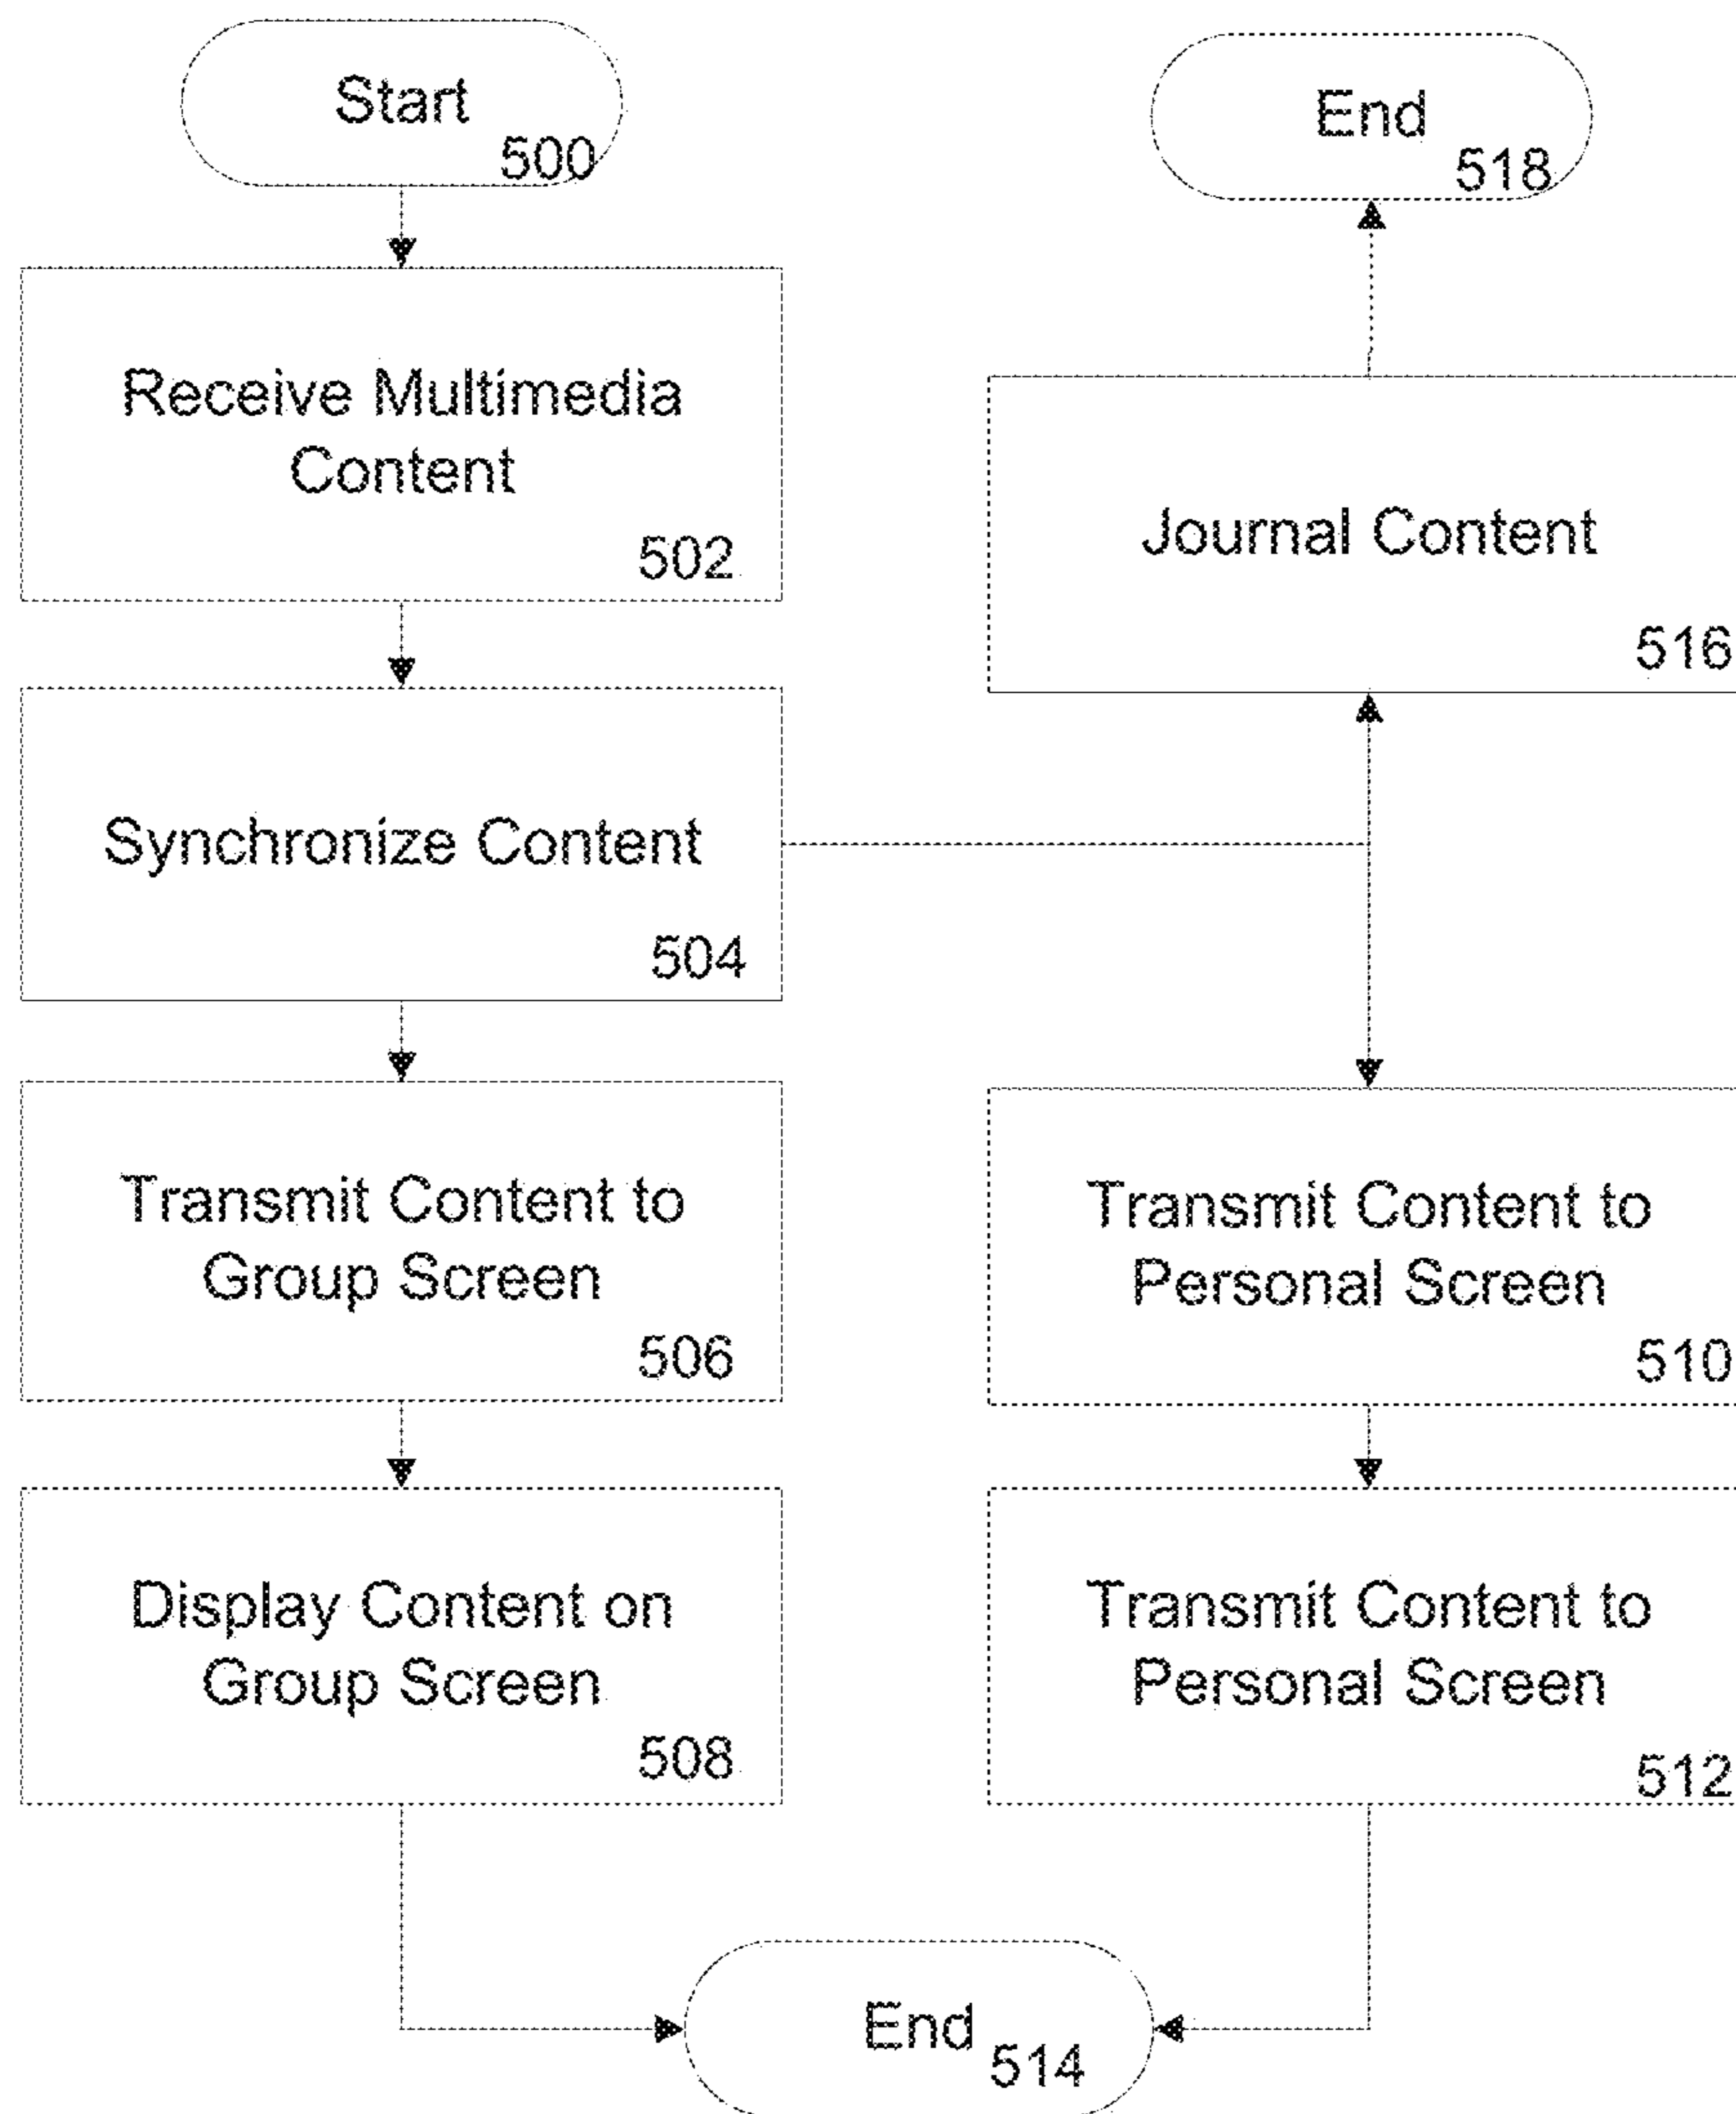 Start
500
Receive Multimedia
Content
502
Synchronize Content
504
Transmit Content to
Group Screen
506
Display Content on
Group Screen
508
End
518
Journal Content
516
Transmit Content to
Personal Screen
510
Transmit Content to
Personal Screen
512
End
514